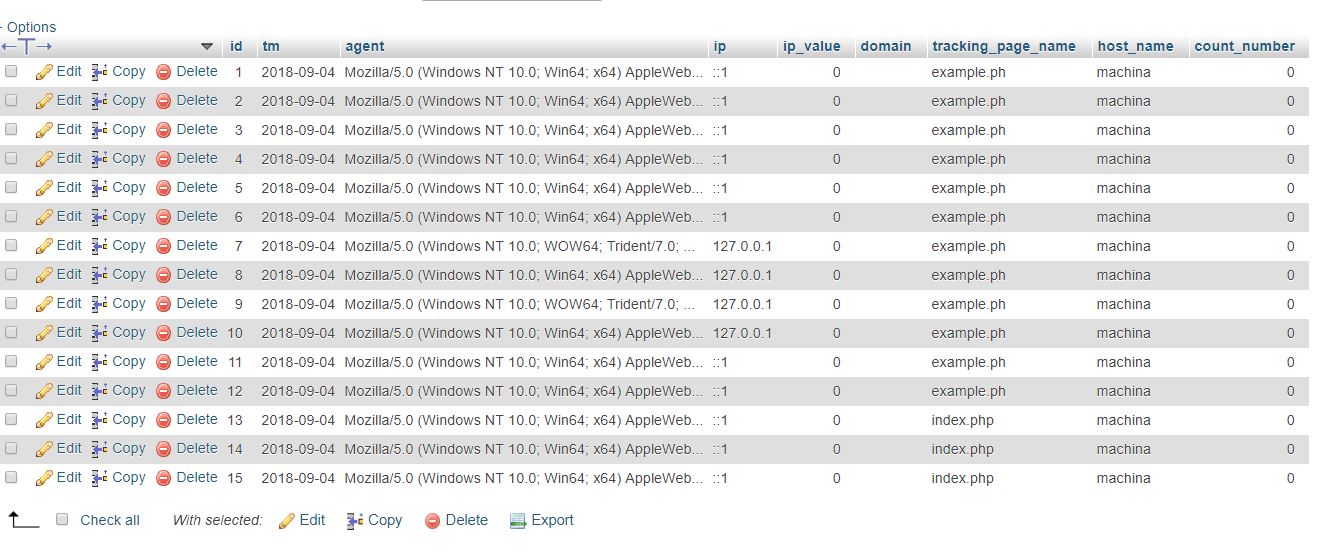 Options
id tm agent ip ip_value domain tracking_page_name host_name count_number
Edit Copy Delete 1 2018-09-04 Mozilla/5.0 (Windows NT 10.0; Win64; x64) AppleWeb... ::1 0 example.ph machina 0
Edit Copy Delete 2 2018-09-04 Mozilla/5.0 (Windows NT 10.0; Win64; x64) AppleWeb... ::1 0 example.ph machina 0
Edit Copy Delete 3 2018-09-04 Mozilla/5.0 (Windows NT 10.0; Win64; x64) AppleWeb... ::1 0 example.ph machina 0
Edit Copy Delete 4 2018-09-04 Mozilla/5.0 (Windows NT 10.0; Win64; x64) AppleWeb... ::1 0 example.ph machina 0
Edit Copy Delete 5 2018-09-04 Mozilla/5.0 (Windows NT 10.0; Win64; x64) AppleWeb... ::1 0 example.ph machina 0
Edit Copy Delete 6 2018-09-04 Mozilla/5.0 (Windows NT 10.0; Win64; x64) AppleWeb... ::1 0 example.ph machina 0
Edit Copy Delete 7 2018-09-04 Mozilla/5.0 (Windows NT 10.0; WOW64; Trident/7.0; ... 127.0.0.1 0 example.ph machina 0
Edit Copy Delete 8 2018-09-04 Mozilla/5.0 (Windows NT 10.0; Win64; x64) AppleWeb... 127.0.0.1 0 example.ph machina 0
Edit Copy Delete 9 2018-09-04 Mozilla/5.0 (Windows NT 10.0; WOW64; Trident/7.0; ... 127.0.0.1 0 example.ph machina 0
Edit Copy Delete 10 2018-09-04 Mozilla/5.0 (Windows NT 10.0; Win64; x64) AppleWeb... 127.0.0.1 0 example.ph machina 0
Edit Copy Delete 11 2018-09-04 Mozilla/5.0 (Windows NT 10.0; Win64; x64) AppleWeb... ::1 0 example.ph machina 0
Edit Copy Delete 12 2018-09-04 Mozilla/5.0 (Windows NT 10.0; Win64; x64) AppleWeb... ::1 0 example.ph machina 0
Edit Copy Delete 13 2018-09-04 Mozilla/5.0 (Windows NT 10.0; Win64; x64) AppleWeb... ::1 0 index.php machina 0
Edit Copy Delete 14 2018-09-04 Mozilla/5.0 (Windows NT 10.0; Win64; x64) AppleWeb... ::1 0 index.php machina 0
Edit Copy Delete 15 2018-09-04 Mozilla/5.0 (Windows NT 10.0; Win64; x64) AppleWeb... ::1 0 index.php machina 0
Check all With selected: Edit Copy Delete Export